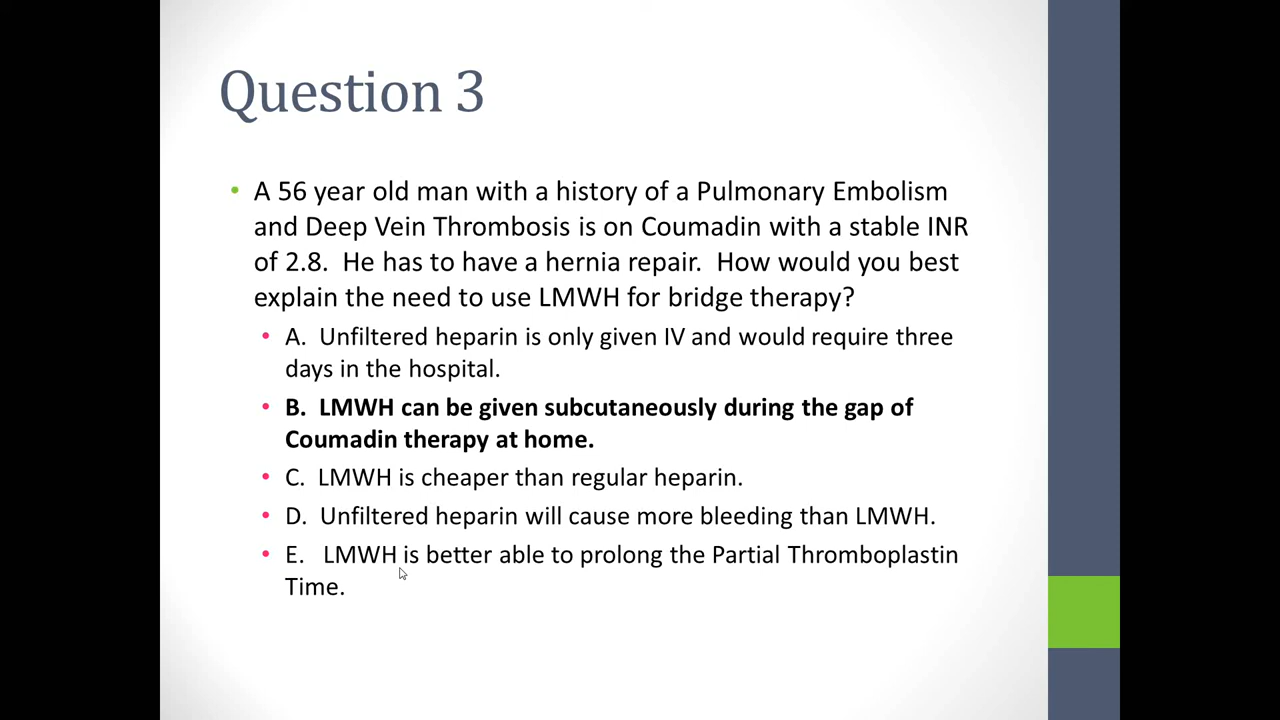 Question 3
• A 56 year old man with a history of a Pulmonary Embolism
and Deep Vein Thrombosis is on Coumadin with a stable INR
of 2.8.  He has to have a hernia repair.  How would you best
explain the need to use LMWH for bridge therapy?
• A.  Unfiltered heparin is only given IV and would require three
days in the hospital.
• B.  LMWH can be given subcutaneously during the gap of
Coumadin therapy at home.
• C.  LMWH is cheaper than regular heparin.
• D.  Unfiltered heparin will cause more bleeding than LMWH.
• E.   LMWH is better able to prolong the Partial Thromboplastin
Time.